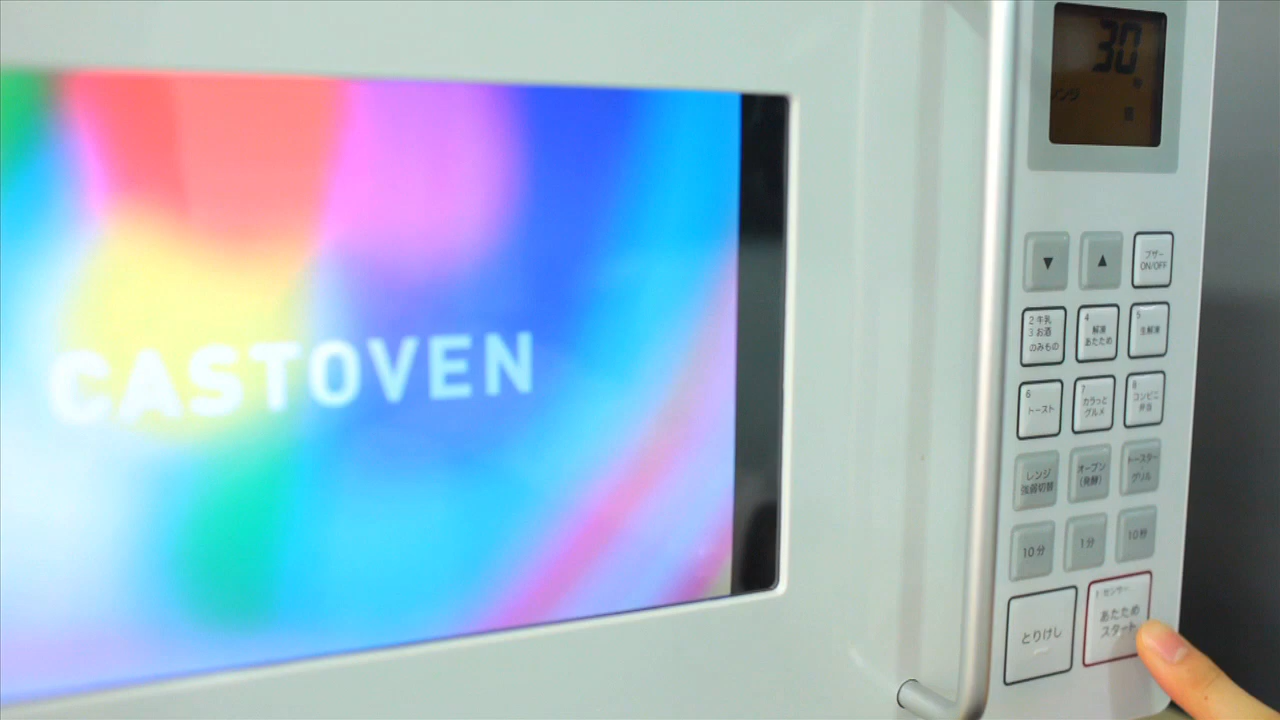 CASTOVEN
30
レンジ
▼
▲
ブザー
ON/OFF
2 牛乳
3 お酒
のみもの
4
解凍
あたため
5
生解凍
6
トースト
7
カラっと
グルメ
8
コンビニ
弁当
レンジ
強弱切替
オーブン
(発酵)
トースター・
グリル
10分
1分
10秒
とりけし
1 センサー
あたため
スタート